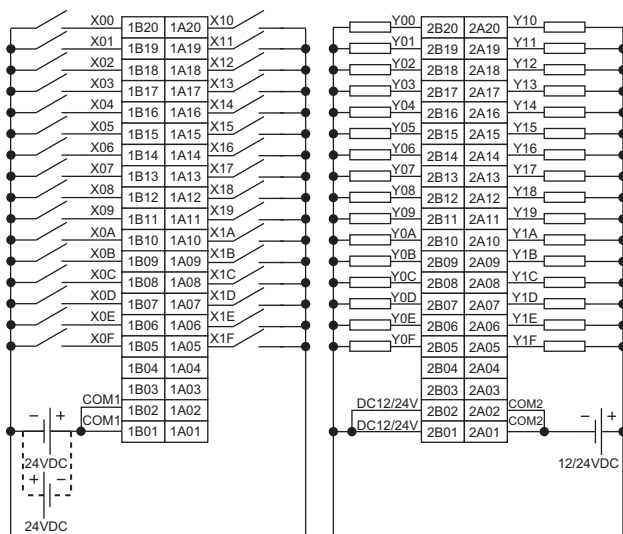 X00 1B20 1A20 X10 Y00 2B20 2A20 Y10
X01 1B19 1A19 X11 Y01 2B19 2A19 Y11
X02 1B18 1A18 X12 Y02 2B18 2A18 Y12
X03 1B17 1A17 X13 Y03 2B17 2A17 Y13
X04 1B16 1A16 X14 Y04 2B16 2A16 Y14
X05 1B15 1A15 X15 Y05 2B15 2A15 Y15
X06 1B14 1A14 X16 Y06 2B14 2A14 Y16
X07 1B13 1A13 X17 Y07 2B13 2A13 Y17
X08 1B12 1A12 X18 Y08 2B12 2A12 Y18
X09 1B11 1A11 X19 Y09 2B11 2A11 Y19
X0A 1B10 1A10 X1A Y0A 2B10 2A10 Y1A
X0B 1B09 1A09 X1B Y0B 2B09 2A09 Y1B
X0C 1B08 1A08 X1C Y0C 2B08 2A08 Y1C
X0D 1B07 1A07 X1D Y0D 2B07 2A07 Y1D
X0E 1B06 1A06 X1E Y0E 2B06 2A06 Y1E
X0F 1B05 1A05 X1F Y0F 2B05 2A05 Y1F
1B04 1A04 2B04 2A04
1B03 1A03 2B03 2A03
COM1 1B02 1A02 DC12/24V 2B02 2A02 COM2
− + COM1 1B01 1A01 DC12/24V 2B01 2A01 COM2 − +
24VDC 12/24VDC
+ −
24VDC